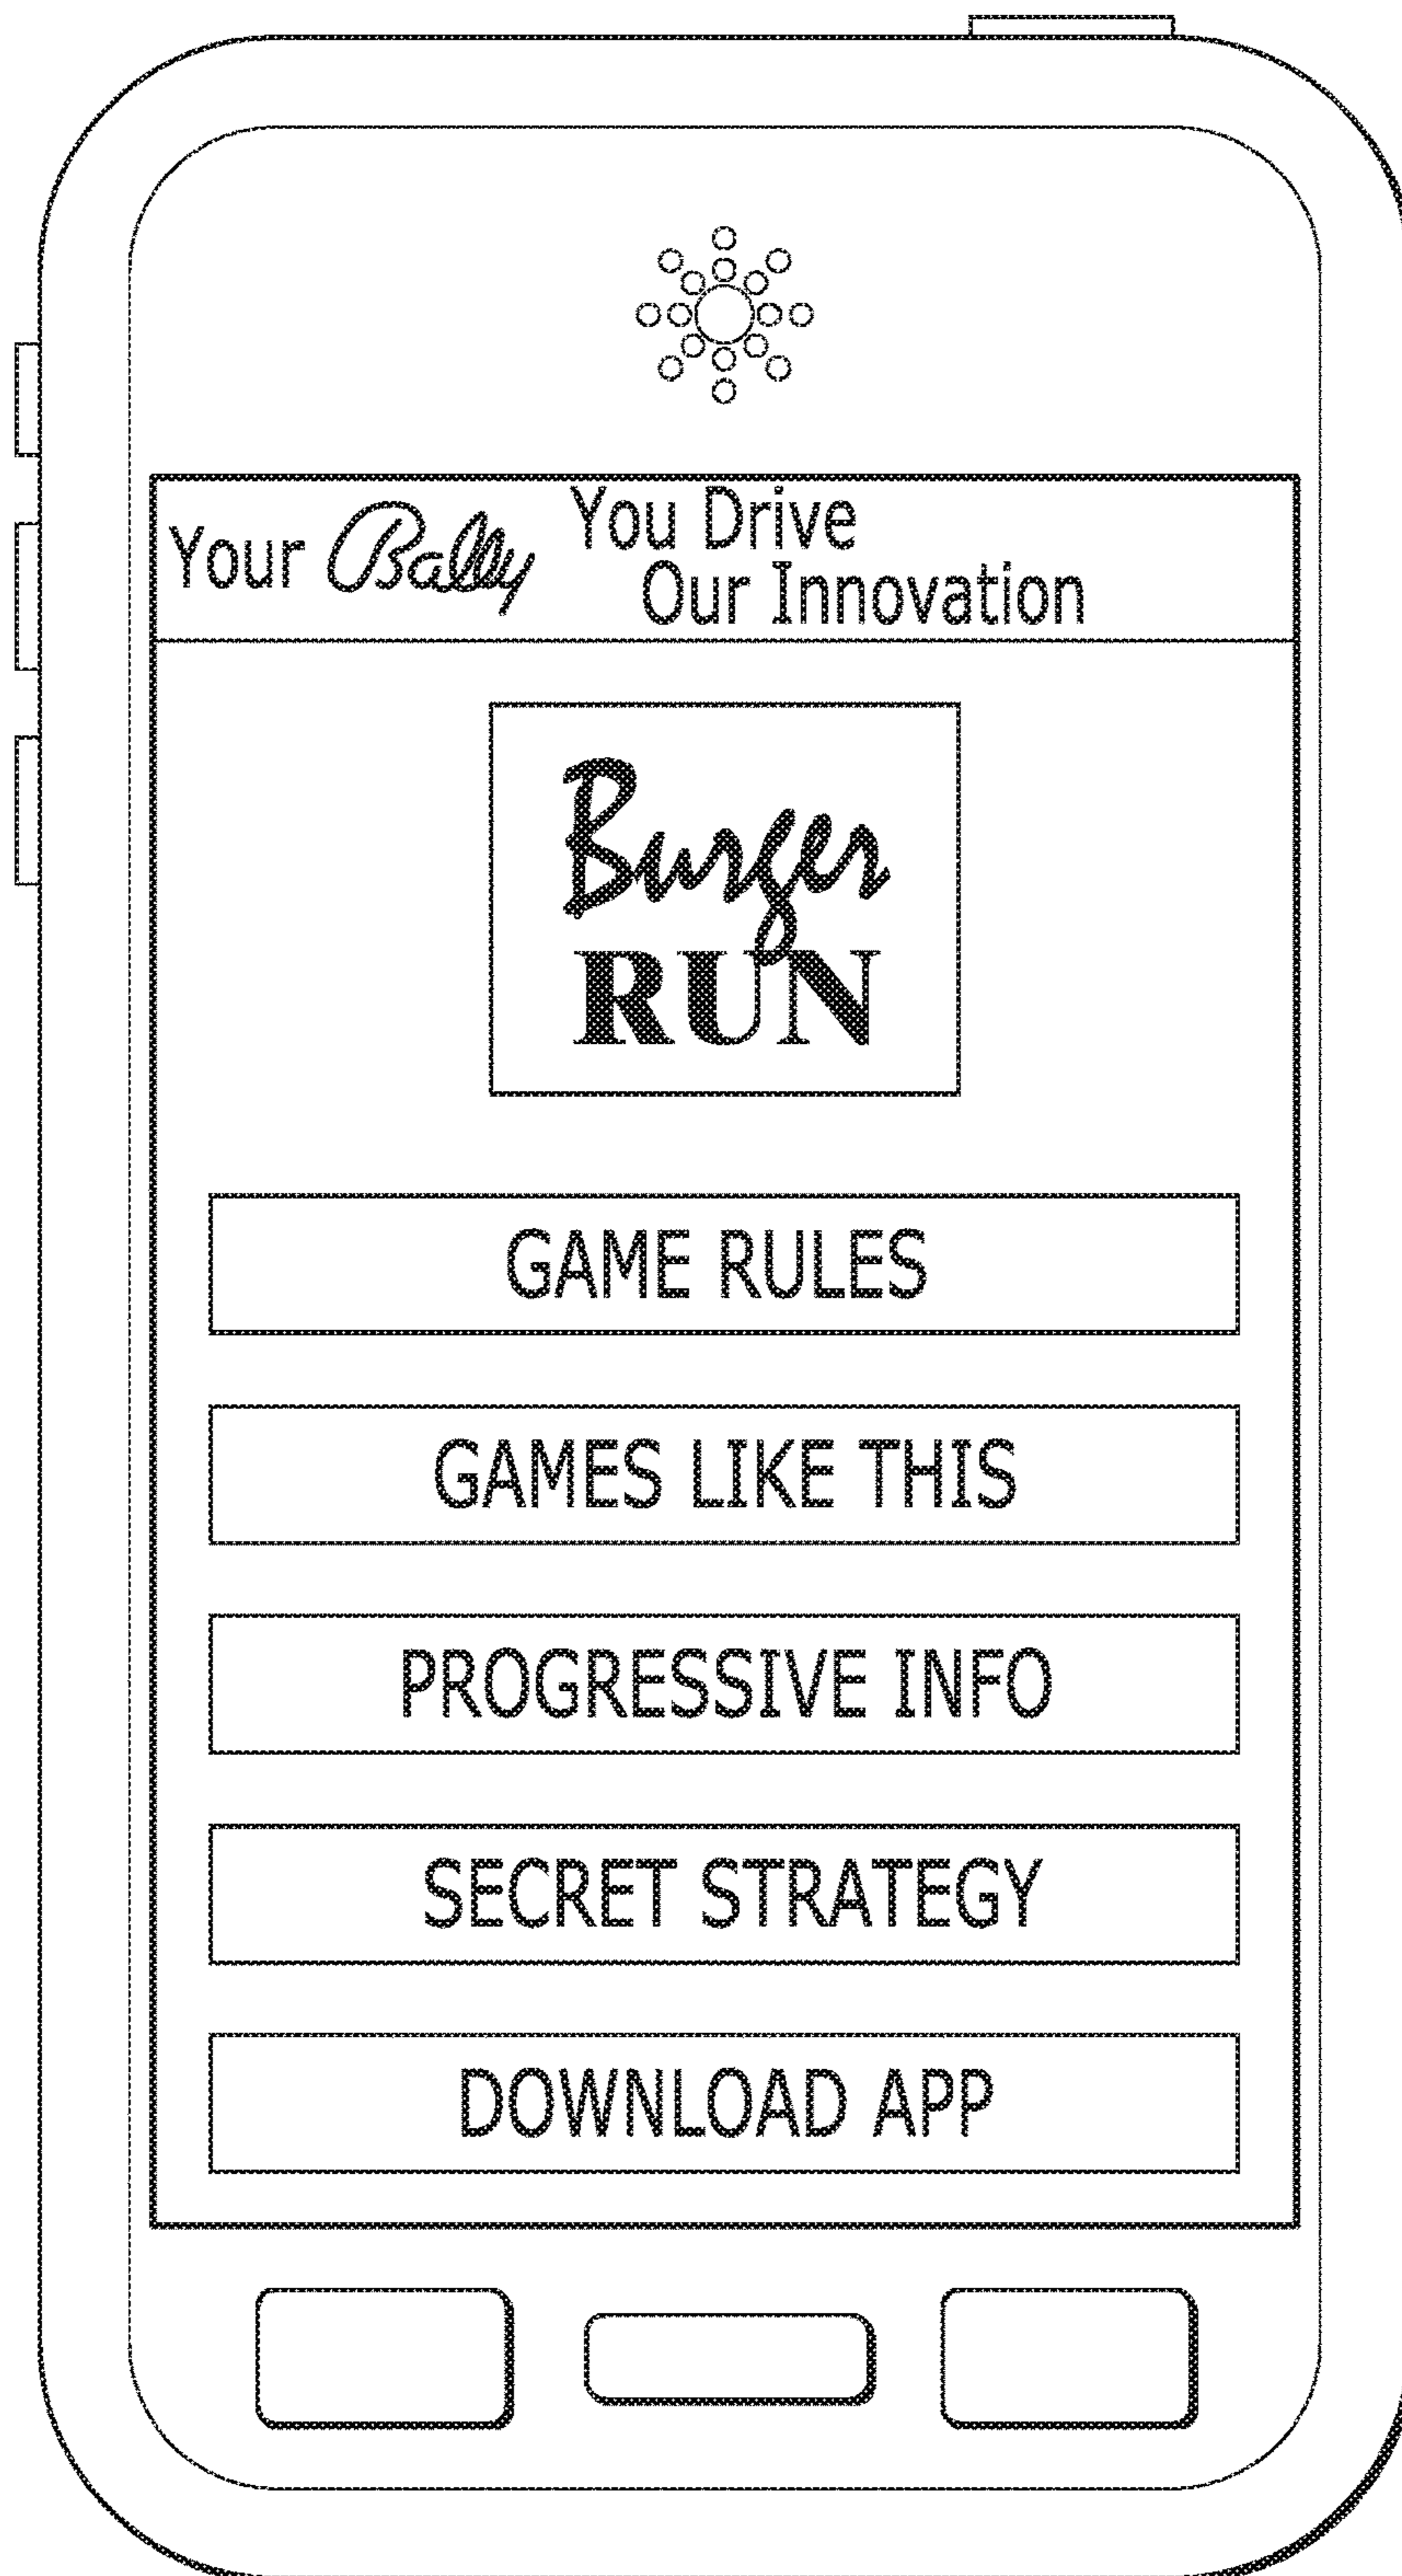 Your Bally You Drive
Our Innovation
Burger
RUN
GAME RULES
GAMES LIKE THIS
PROGRESSIVE INFO
SECRET STRATEGY
DOWNLOAD APP